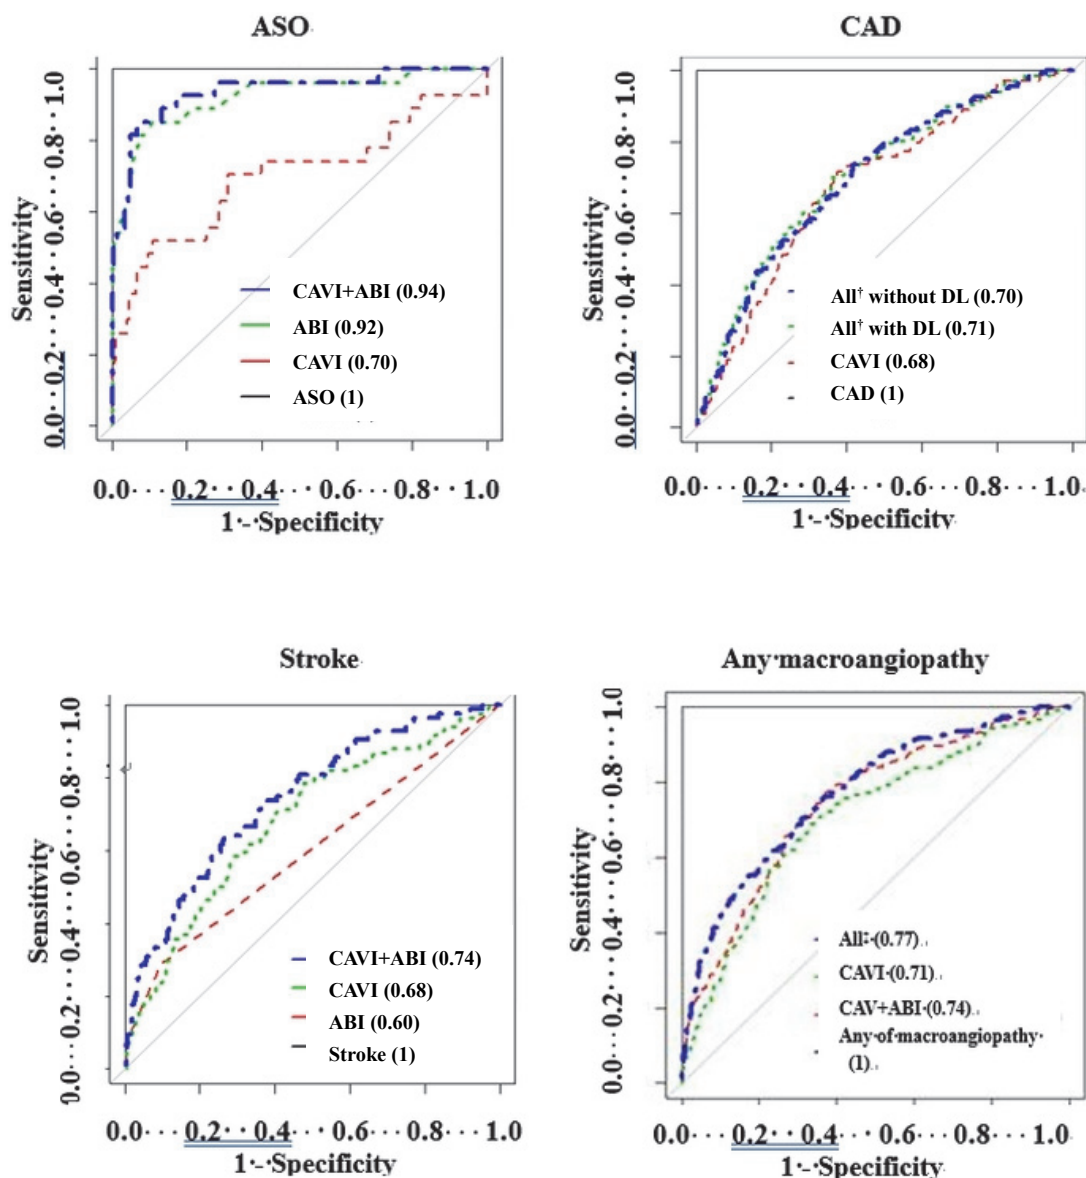 ASO
Sensitivity
0.0···0.2···0.4···0.6···0.8···1.0
CAVI+ABI (0.94)
ABI (0.92)
CAVI (0.70)
ASO (1)
0.0····0.2····0.4····0.6····0.8····1.0
1·-·Specificity
CAD
Sensitivity
0.0···0.2···0.4···0.6···0.8···1.0
All† without DL (0.70)
All† with DL (0.71)
CAVI (0.68)
CAD (1)
0.0····0.2····0.4····0.6····0.8····1.0
1·-·Specificity
Stroke
Sensitivity
0.0···0.2···0.4···0.6···0.8···1.0
CAVI+ABI (0.74)
CAVI (0.68)
ABI (0.60)
Stroke (1)
0.0····0.2····0.4····0.6····0.8····1.0
1·-·Specificity
Any·macroangiopathy
Sensitivity
0.0···0.2···0.4···0.6···0.8···1.0
All‡·(0.77)
CAVI·(0.71)
CAV+ABI·(0.74)
Any·of·macroangiopathy·
(1)
0.0····0.2····0.4····0.6····0.8····1.0
1·-·Specificity